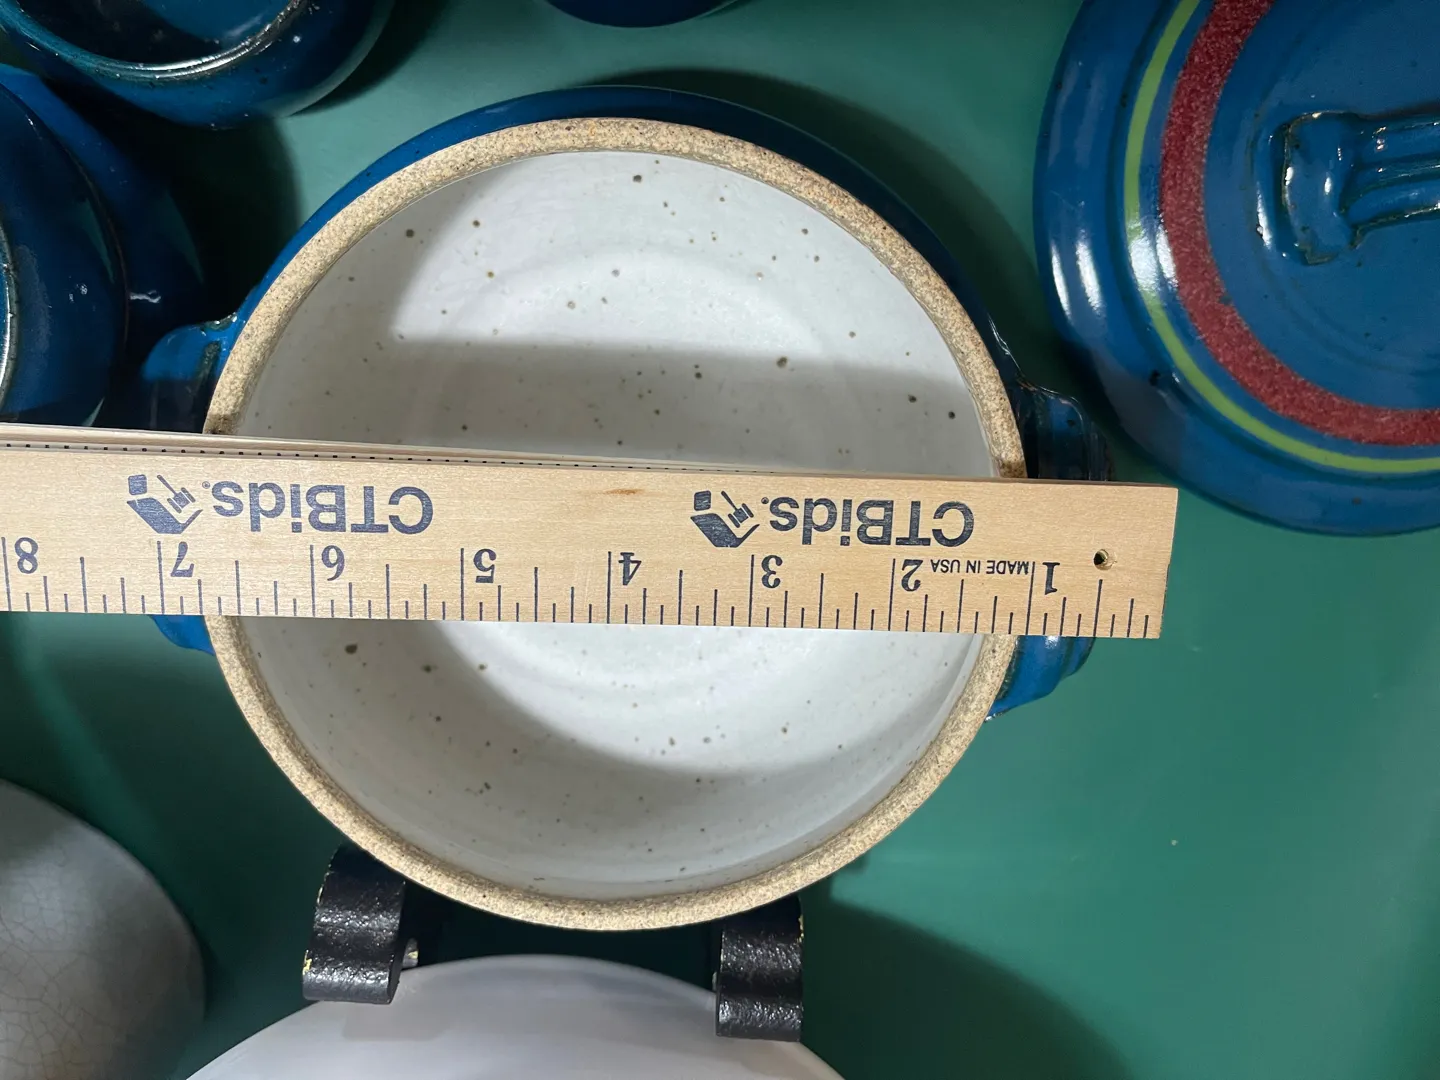 CTBids. CTBids.
1 MADE IN USA 2 3 4 5 6 7 8